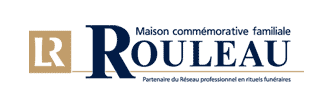 LR
Maison commémorative familiale
ROULEAU
Partenaire du Réseau professionnel en rituels funéraires